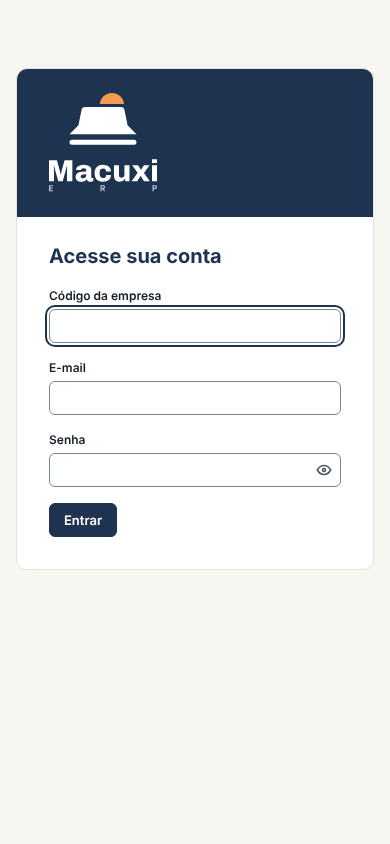 Macuxi
E R P
Acesse sua conta
Código da empresa
E-mail
Senha
Entrar